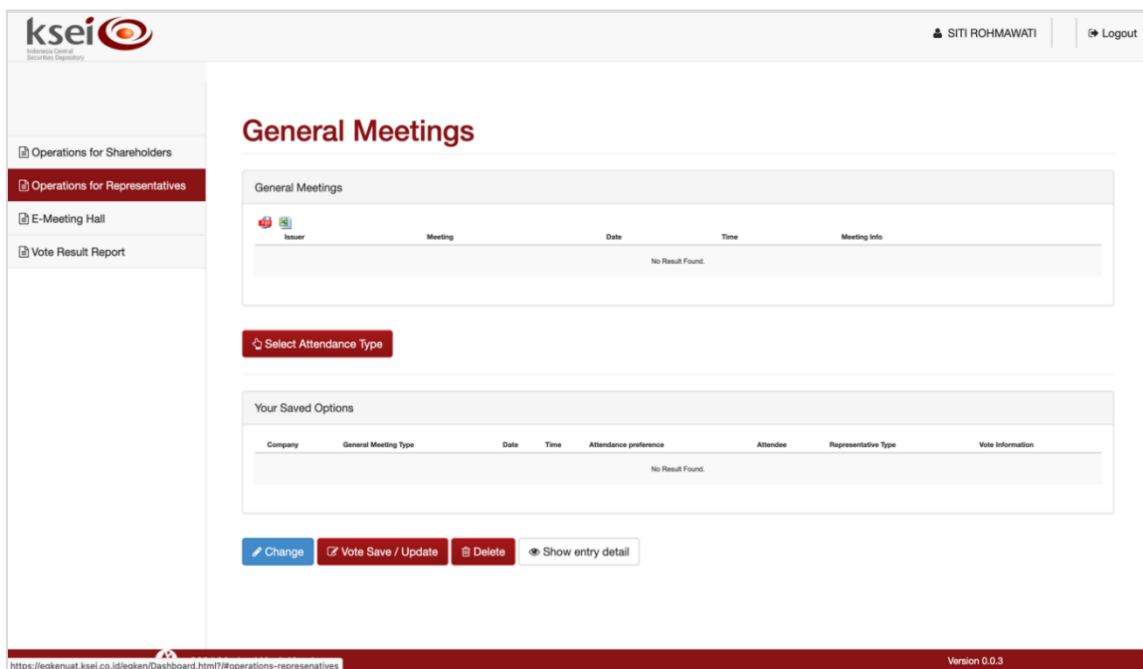 ksei
Indonesia Central
Securities Depository
SITI ROHMAWATI
Logout
Operations for Shareholders
Operations for Representatives
E-Meeting Hall
Vote Result Report
General Meetings
General Meetings
Issuer Meeting Date Time Meeting Info
No Result Found.
Select Attendance Type
Your Saved Options
Company General Meeting Type Date Time Attendance preference Attendee Representative Type Vote Information
No Result Found.
Change Vote Save / Update Delete Show entry detail
https://egkenuat.ksei.co.id/egken/Dashboard.html?/#operations-represenatives
Version 0.0.3